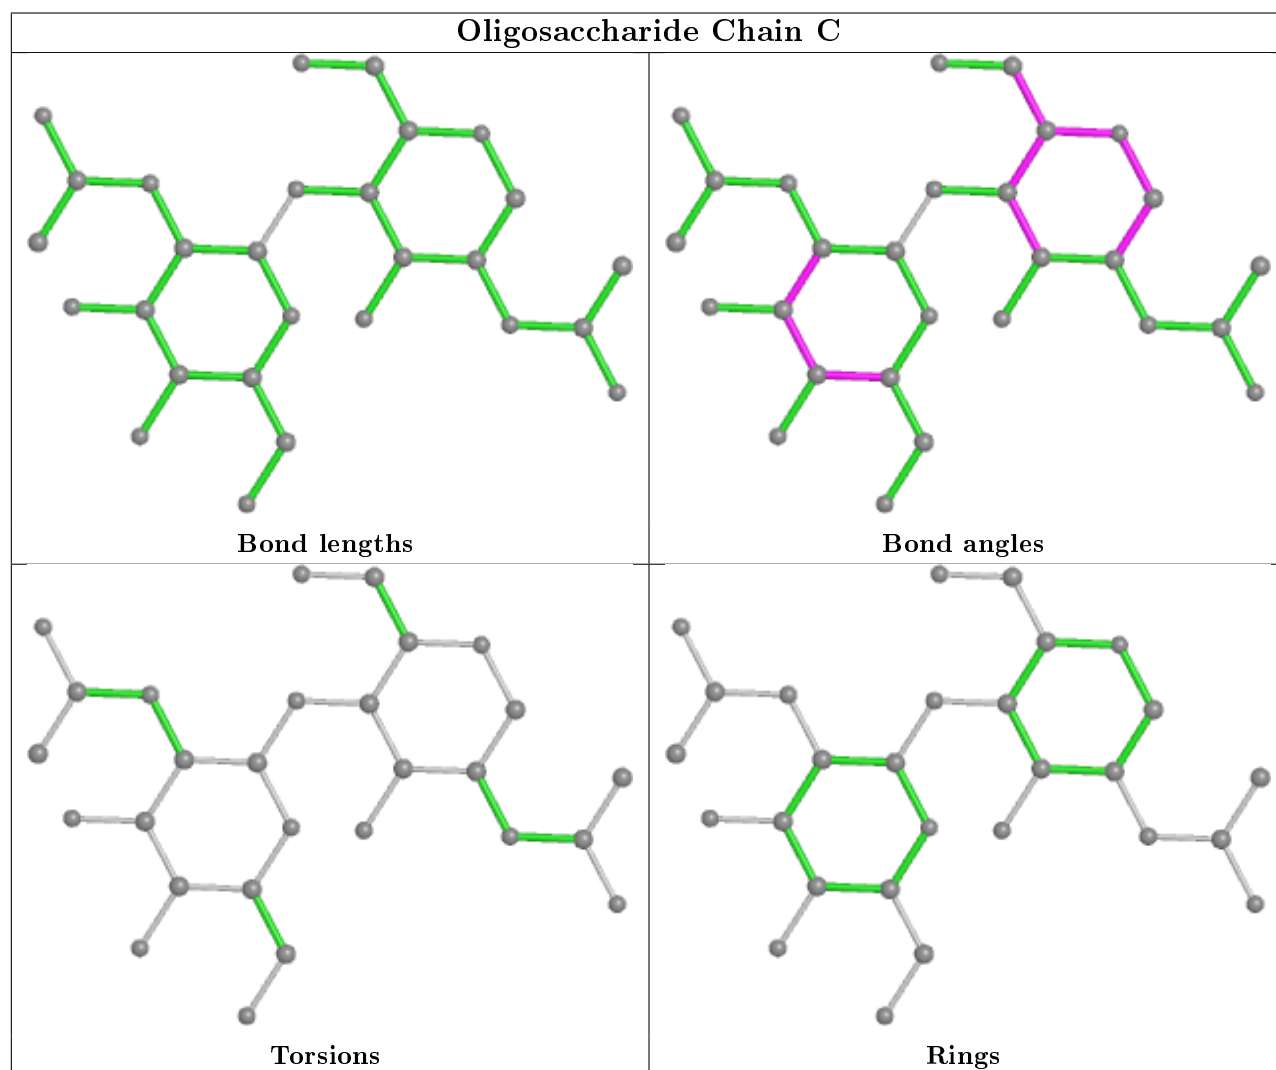 Oligosaccharide Chain C
Bond lengths
Bond angles
Torsions
Rings